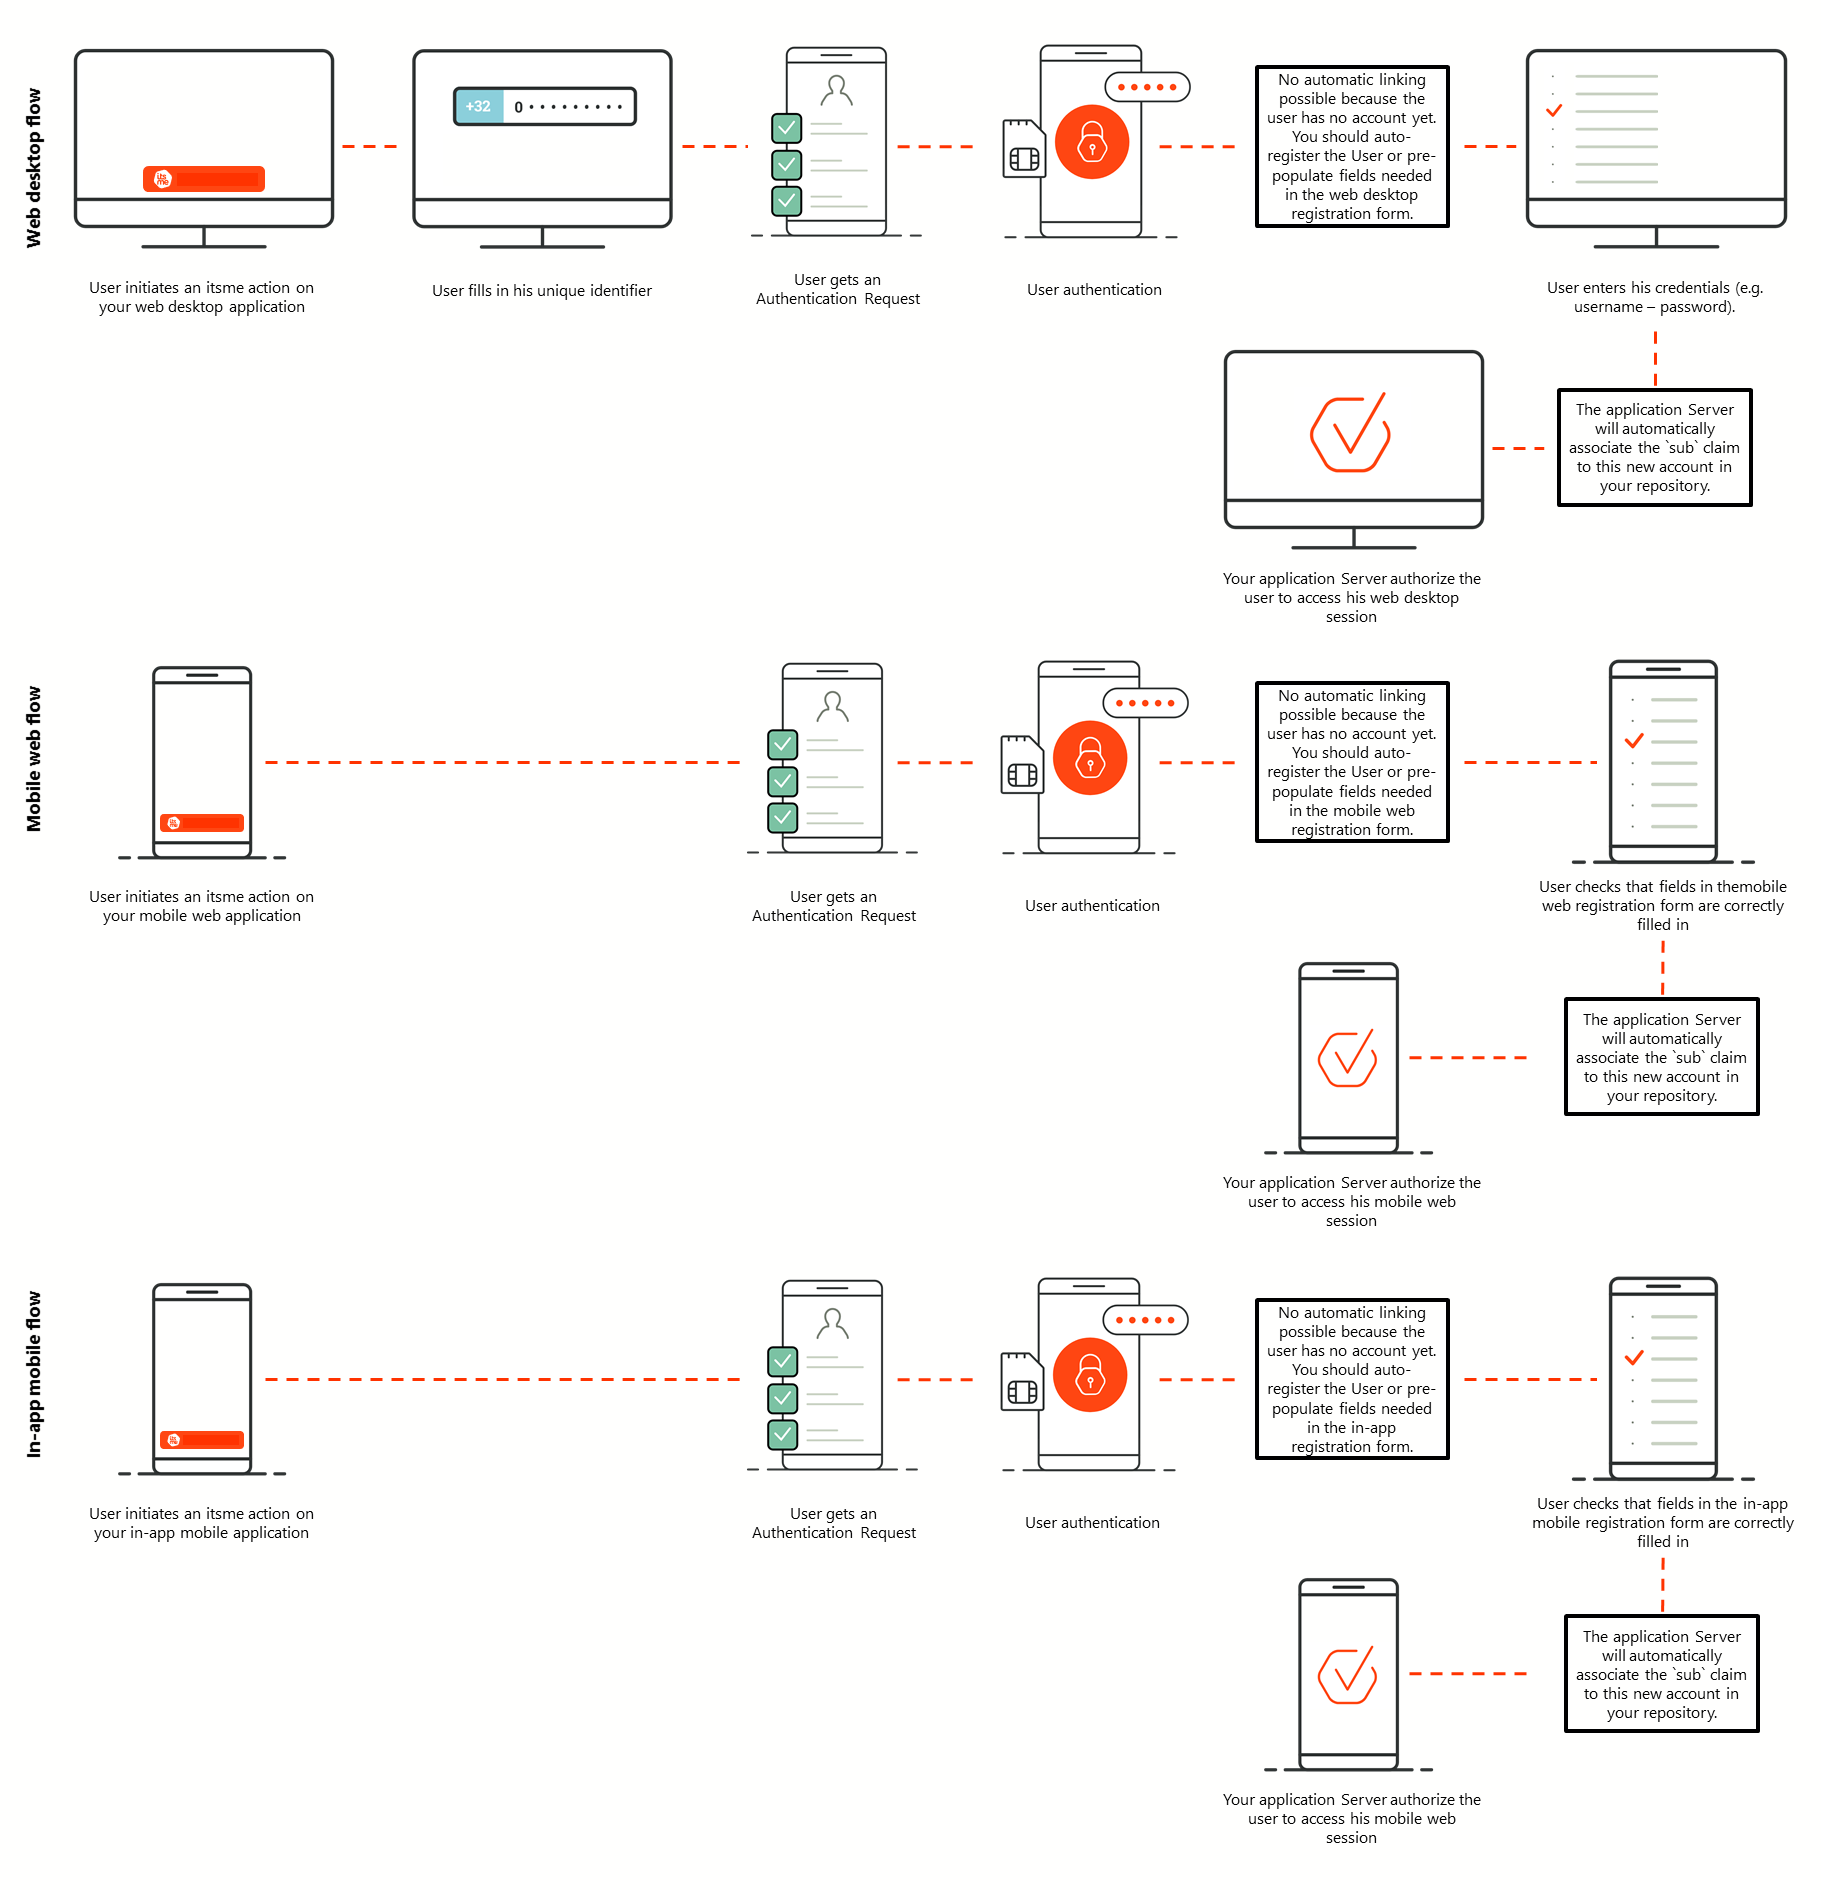 Web desktop flow
its
me
+32 0 • • • • • • • • •
No automatic linking
possible because the
user has no account yet.
You should auto-
register the User or pre-
populate fields needed
in the web desktop
registration form.
User initiates an itsme action on
your web desktop application
User fills in his unique identifier
User gets an
Authentication Request
User authentication
User enters his credentials (e.g.
username – password).
The application Server
will automatically
associate the `sub` claim
to this new account in
your repository.
Your application Server authorize the
user to access his web desktop
session
Mobile web flow
its
me
No automatic linking
possible because the
user has no account yet.
You should auto-
register the User or pre-
populate fields needed
in the mobile web
registration form.
User initiates an itsme action on
your mobile web application
User gets an
Authentication Request
User authentication
User checks that fields in themobile
web registration form are correctly
filled in
The application Server
will automatically
associate the `sub` claim
to this new account in
your repository.
Your application Server authorize the
user to access his mobile web
session
In-app mobile flow
its
me
No automatic linking
possible because the
user has no account yet.
You should auto-
register the User or pre-
populate fields needed
in the in-app
registration form.
User initiates an itsme action on
your in-app mobile application
User gets an
Authentication Request
User authentication
User checks that fields in the in-app
mobile registration form are correctly
filled in
The application Server
will automatically
associate the `sub` claim
to this new account in
your repository.
Your application Server authorize the
user to access his mobile web
session